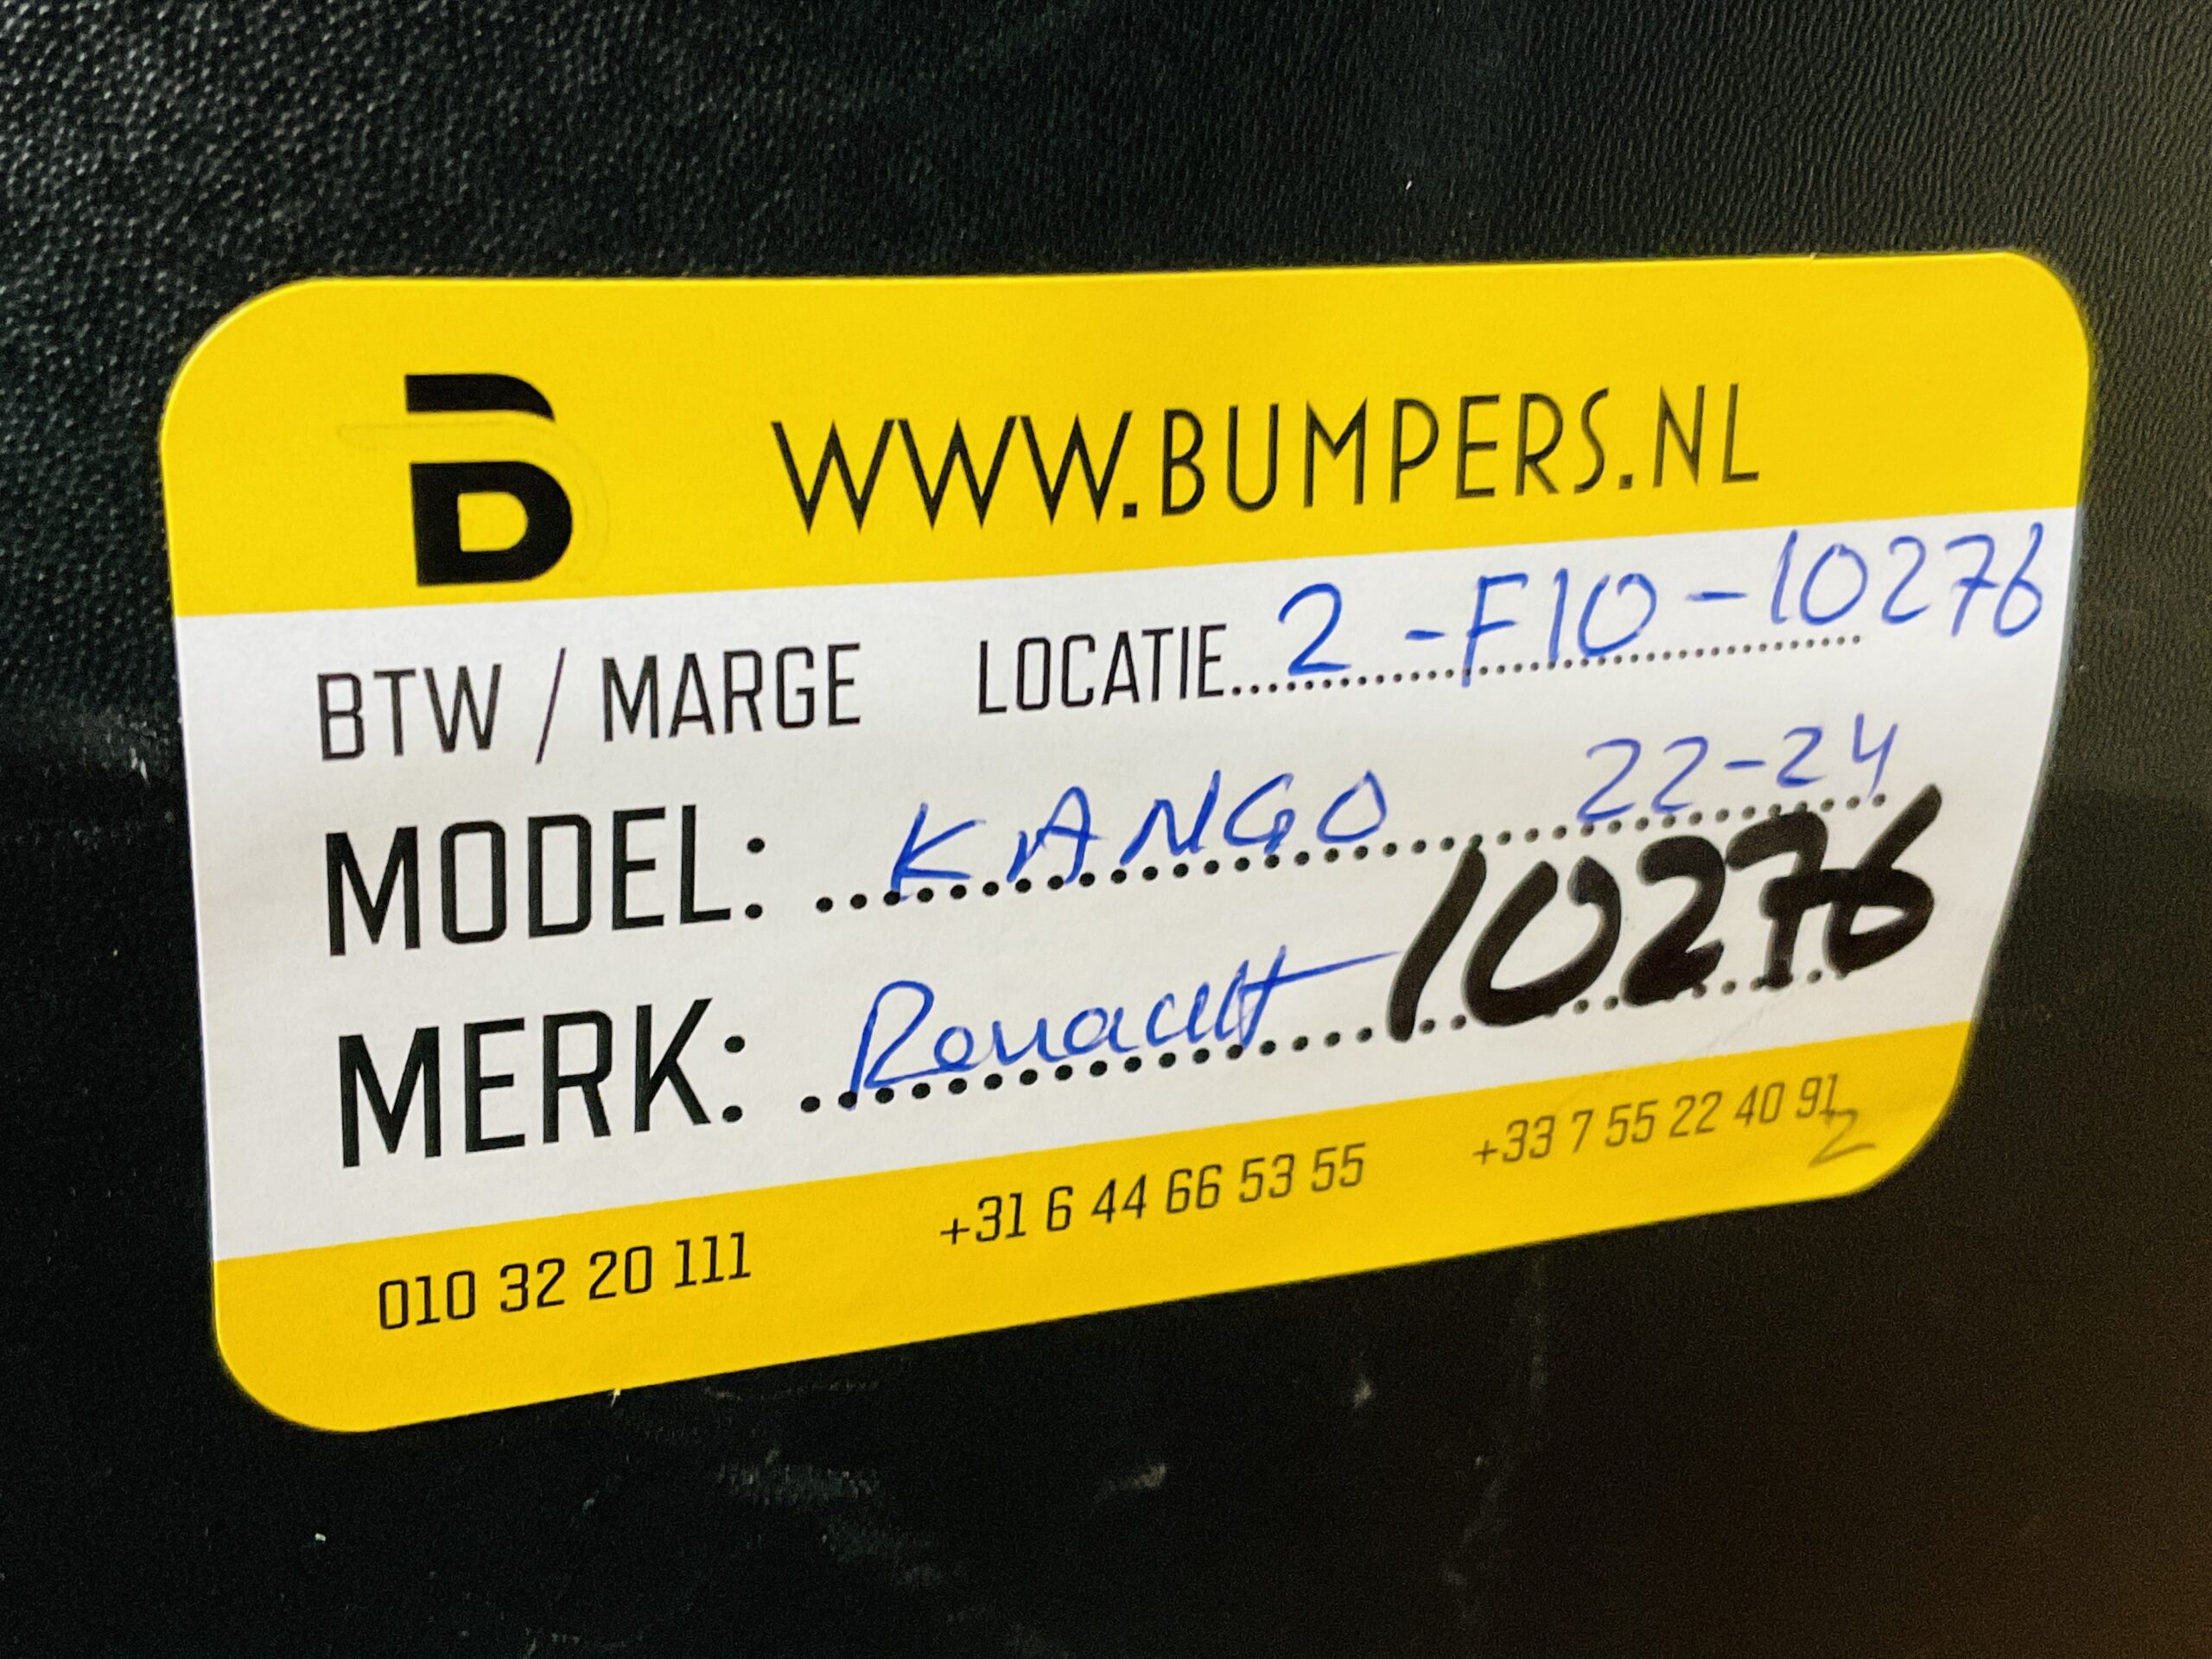 B WWW.BUMPERS.NL
BTW / MARGE LOCATIE 2-F10-10276
MODEL: KANGO 22-24
MERK: Renault 10276
010 32 20 111 +31 6 44 66 53 55 +33 7 55 22 40 91
2